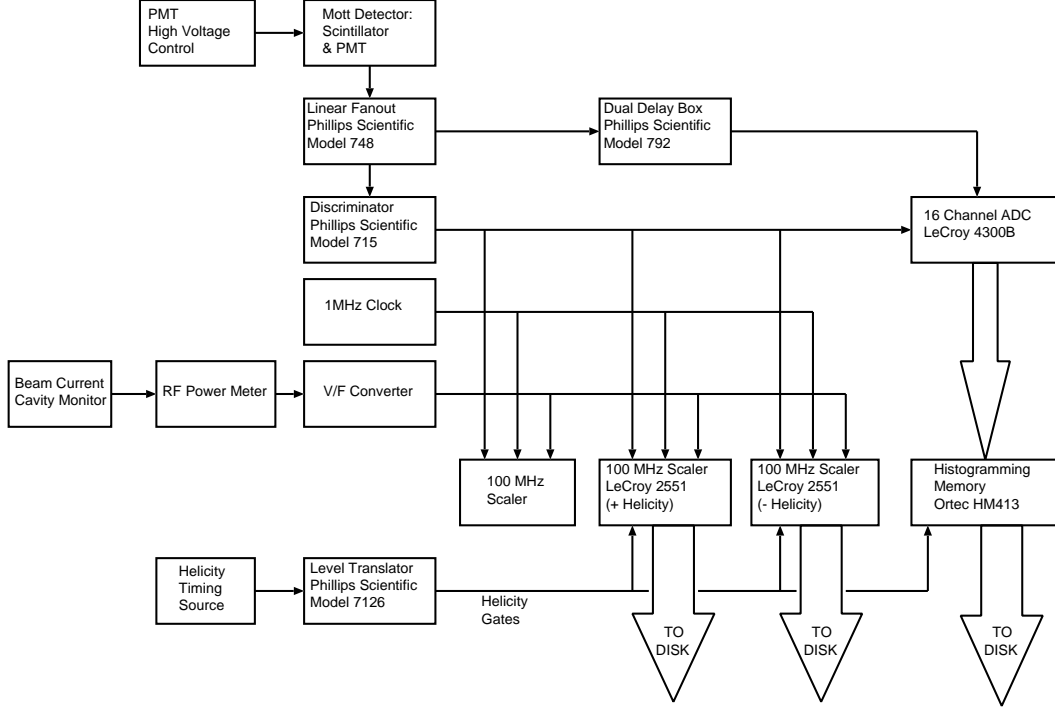 PMT
High Voltage
Control
Mott Detector:
Scintillator
& PMT
Linear Fanout
Phillips Scientific
Model 748
Dual Delay Box
Phillips Scientific
Model 792
Discriminator
Phillips Scientific
Model 715
16 Channel ADC
LeCroy 4300B
1MHz Clock
Beam Current
Cavity Monitor
RF Power Meter
V/F Converter
100 MHz
Scaler
100 MHz Scaler
LeCroy 2551
(+ Helicity)
100 MHz Scaler
LeCroy 2551
(- Helicity)
Histogramming
Memory
Ortec HM413
Helicity
Timing
Source
Level Translator
Phillips Scientific
Model 7126
Helicity
Gates
TO
DISK
TO
DISK
TO
DISK